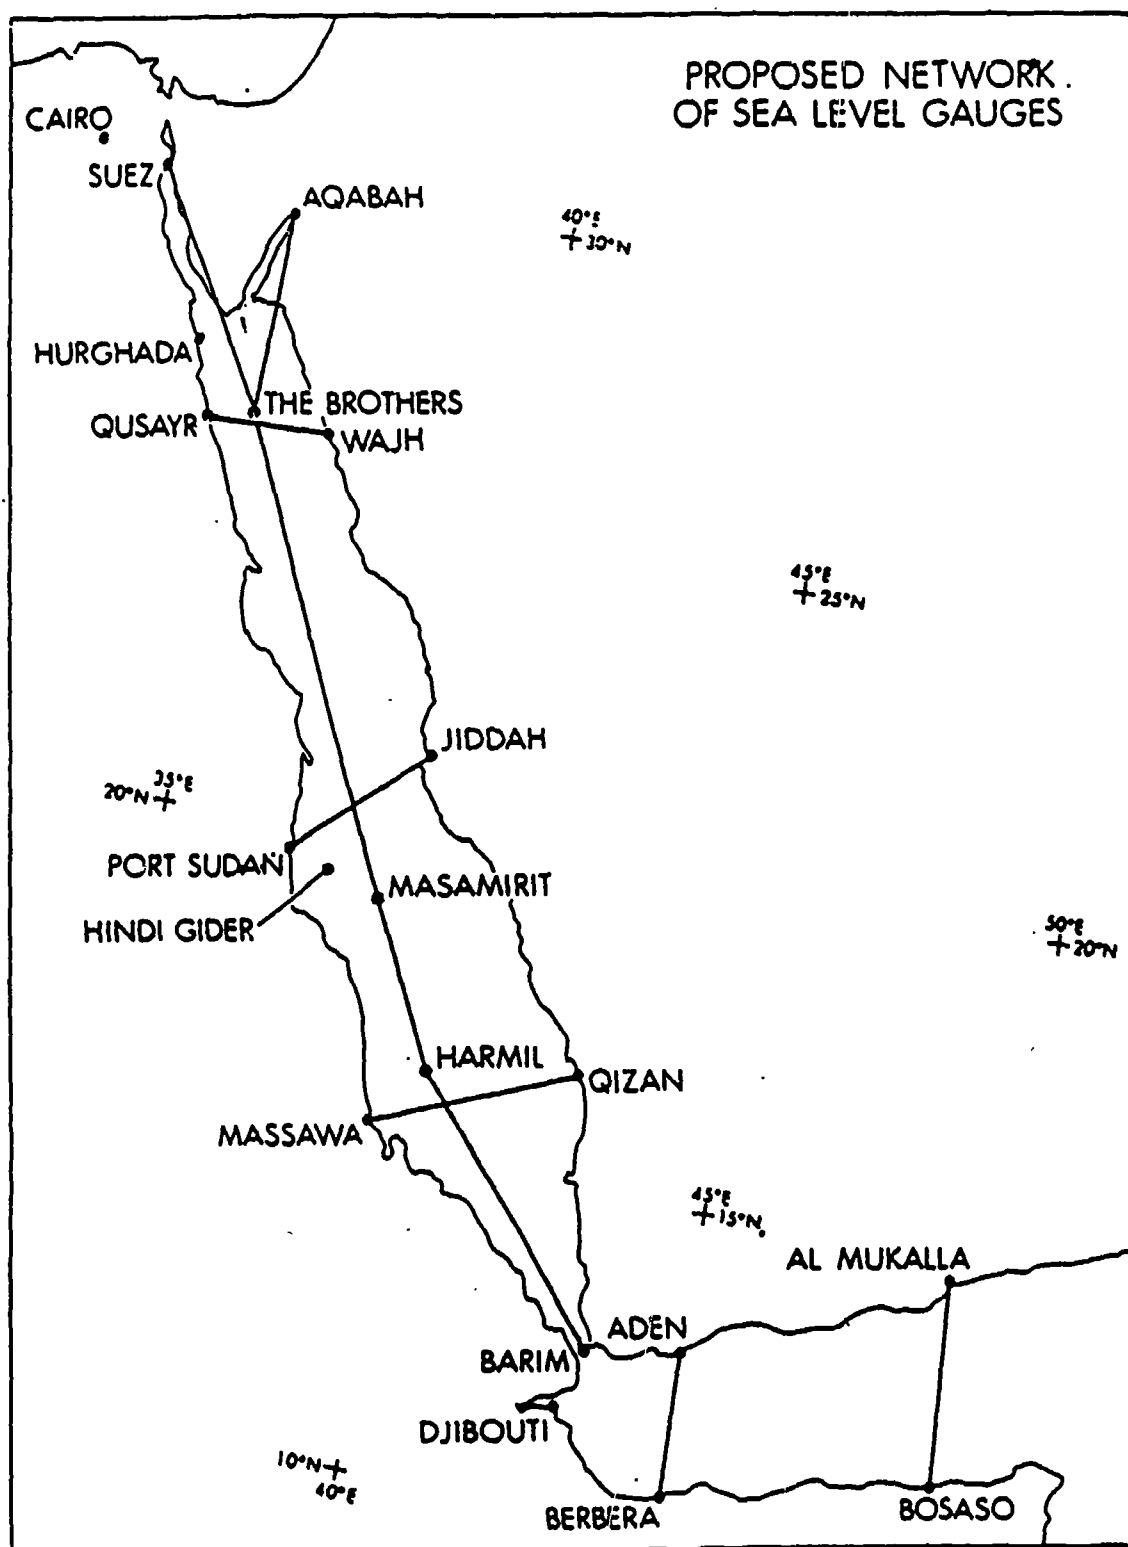 PROPOSED NETWORK.
OF SEA LEVEL GAUGES
CAIRO
SUEZ
AQABAH
40°E
30°N
HURGHADA
THE BROTHERS
QUSAYR
WAJH
45°E
25°N
JIDDAH
35°E
20°N
PORT SUDAN
MASAMIRIT
HINDI GIDER
50°E
20°N
HARMIL
QIZAN
MASSAWA
45°E
15°N
AL MUKALLA
ADEN
BARIM
DJIBOUTI
10°N
40°E
BERBERA
BOSASO